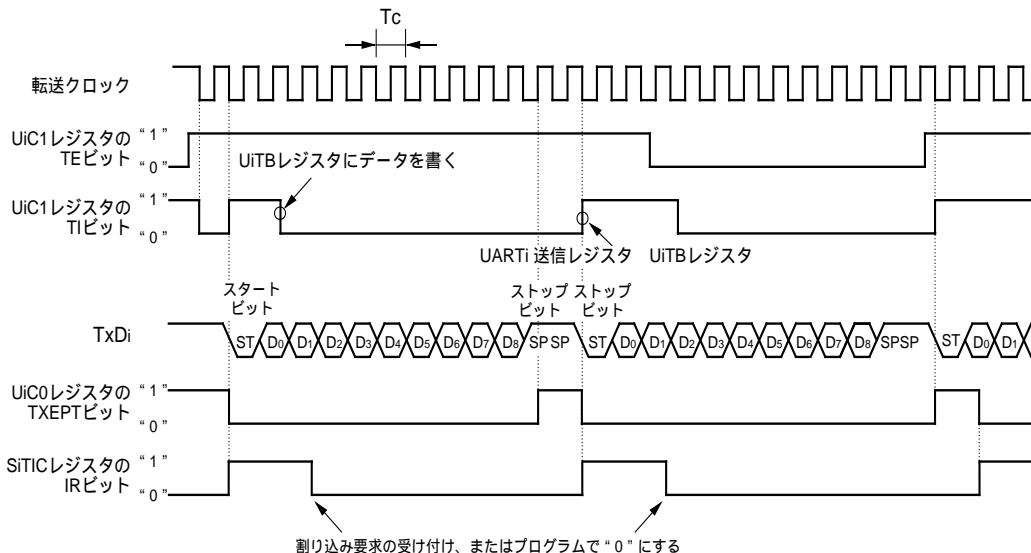 Tc
転送クロック
UiC1レジスタの
TEビット
“ 1 ”
“ 0 ”
UiTBレジスタにデータを書く
UiC1レジスタの
TIビット
“ 1 ”
“ 0 ”
UARTi 送信レジスタ UiTBレジスタ
スタート
ビット
ストップ
ビット
ストップ
ビット
TxDi
ST D0 D1 D2 D3 D4 D5 D6 D7 D8 SP SP ST D0 D1 D2 D3 D4 D5 D6 D7 D8 SPSP ST D0 D1
UiC0レジスタの
TXEPTビット
“ 1 ”
“ 0 ”
SiTICレジスタの
IRビット
“ 1 ”
“ 0 ”
割り込み要求の受け付け、またはプログラムで “ 0 ” にする